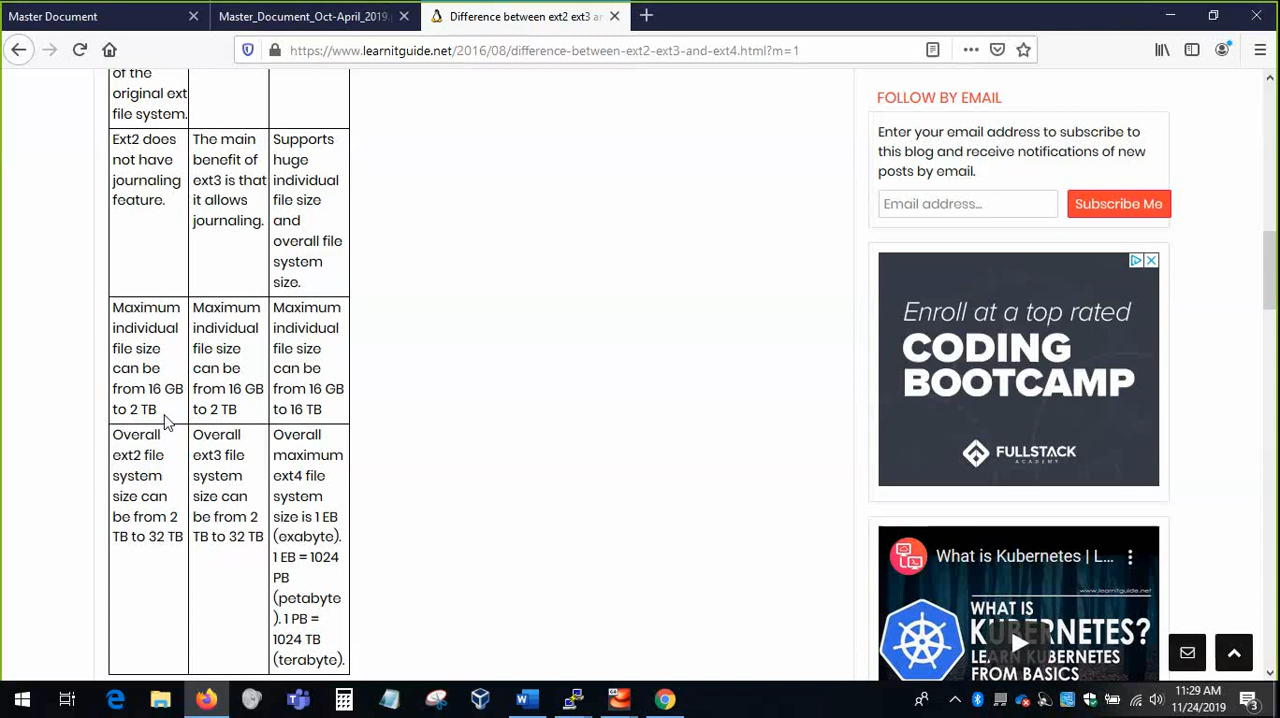 Master Document
Master_Document_Oct-April_2019.
Difference between ext2 ext3 an
https://www.learnitguide.net/2016/08/difference-between-ext2-ext3-and-ext4.html?m=1
of the
original ext
file system.
Ext2 does
not have
journaling
feature.
The main
benefit of
ext3 is that
it allows
journaling.
Supports
huge
individual
file size
and
overall file
system
size.
Maximum
individual
file size
can be
from 16 GB
to 2 TB
Maximum
individual
file size
can be
from 16 GB
to 2 TB
Maximum
individual
file size
can be
from 16 GB
to 16 TB
Overall
ext2 file
system
size can
be from 2
TB to 32 TB
Overall
ext3 file
system
size can
be from 2
TB to 32 TB
Overall
maximum
ext4 file
system
size is 1 EB
(exabyte).
1 EB = 1024
PB
(petabyte
). 1 PB =
1024 TB
(terabyte).
FOLLOW BY EMAIL
Enter your email address to subscribe to
this blog and receive notifications of new
posts by email.
Email address...
Subscribe Me
Enroll at a top rated
CODING
BOOTCAMP
FULLSTACK
ACADEMY
What is Kubernetes | L...
www.learnitguide.net
WHAT IS
KUBERNETES?
LEARN KUBERNETES
FROM BASICS
11:29 AM
11/24/2019
3